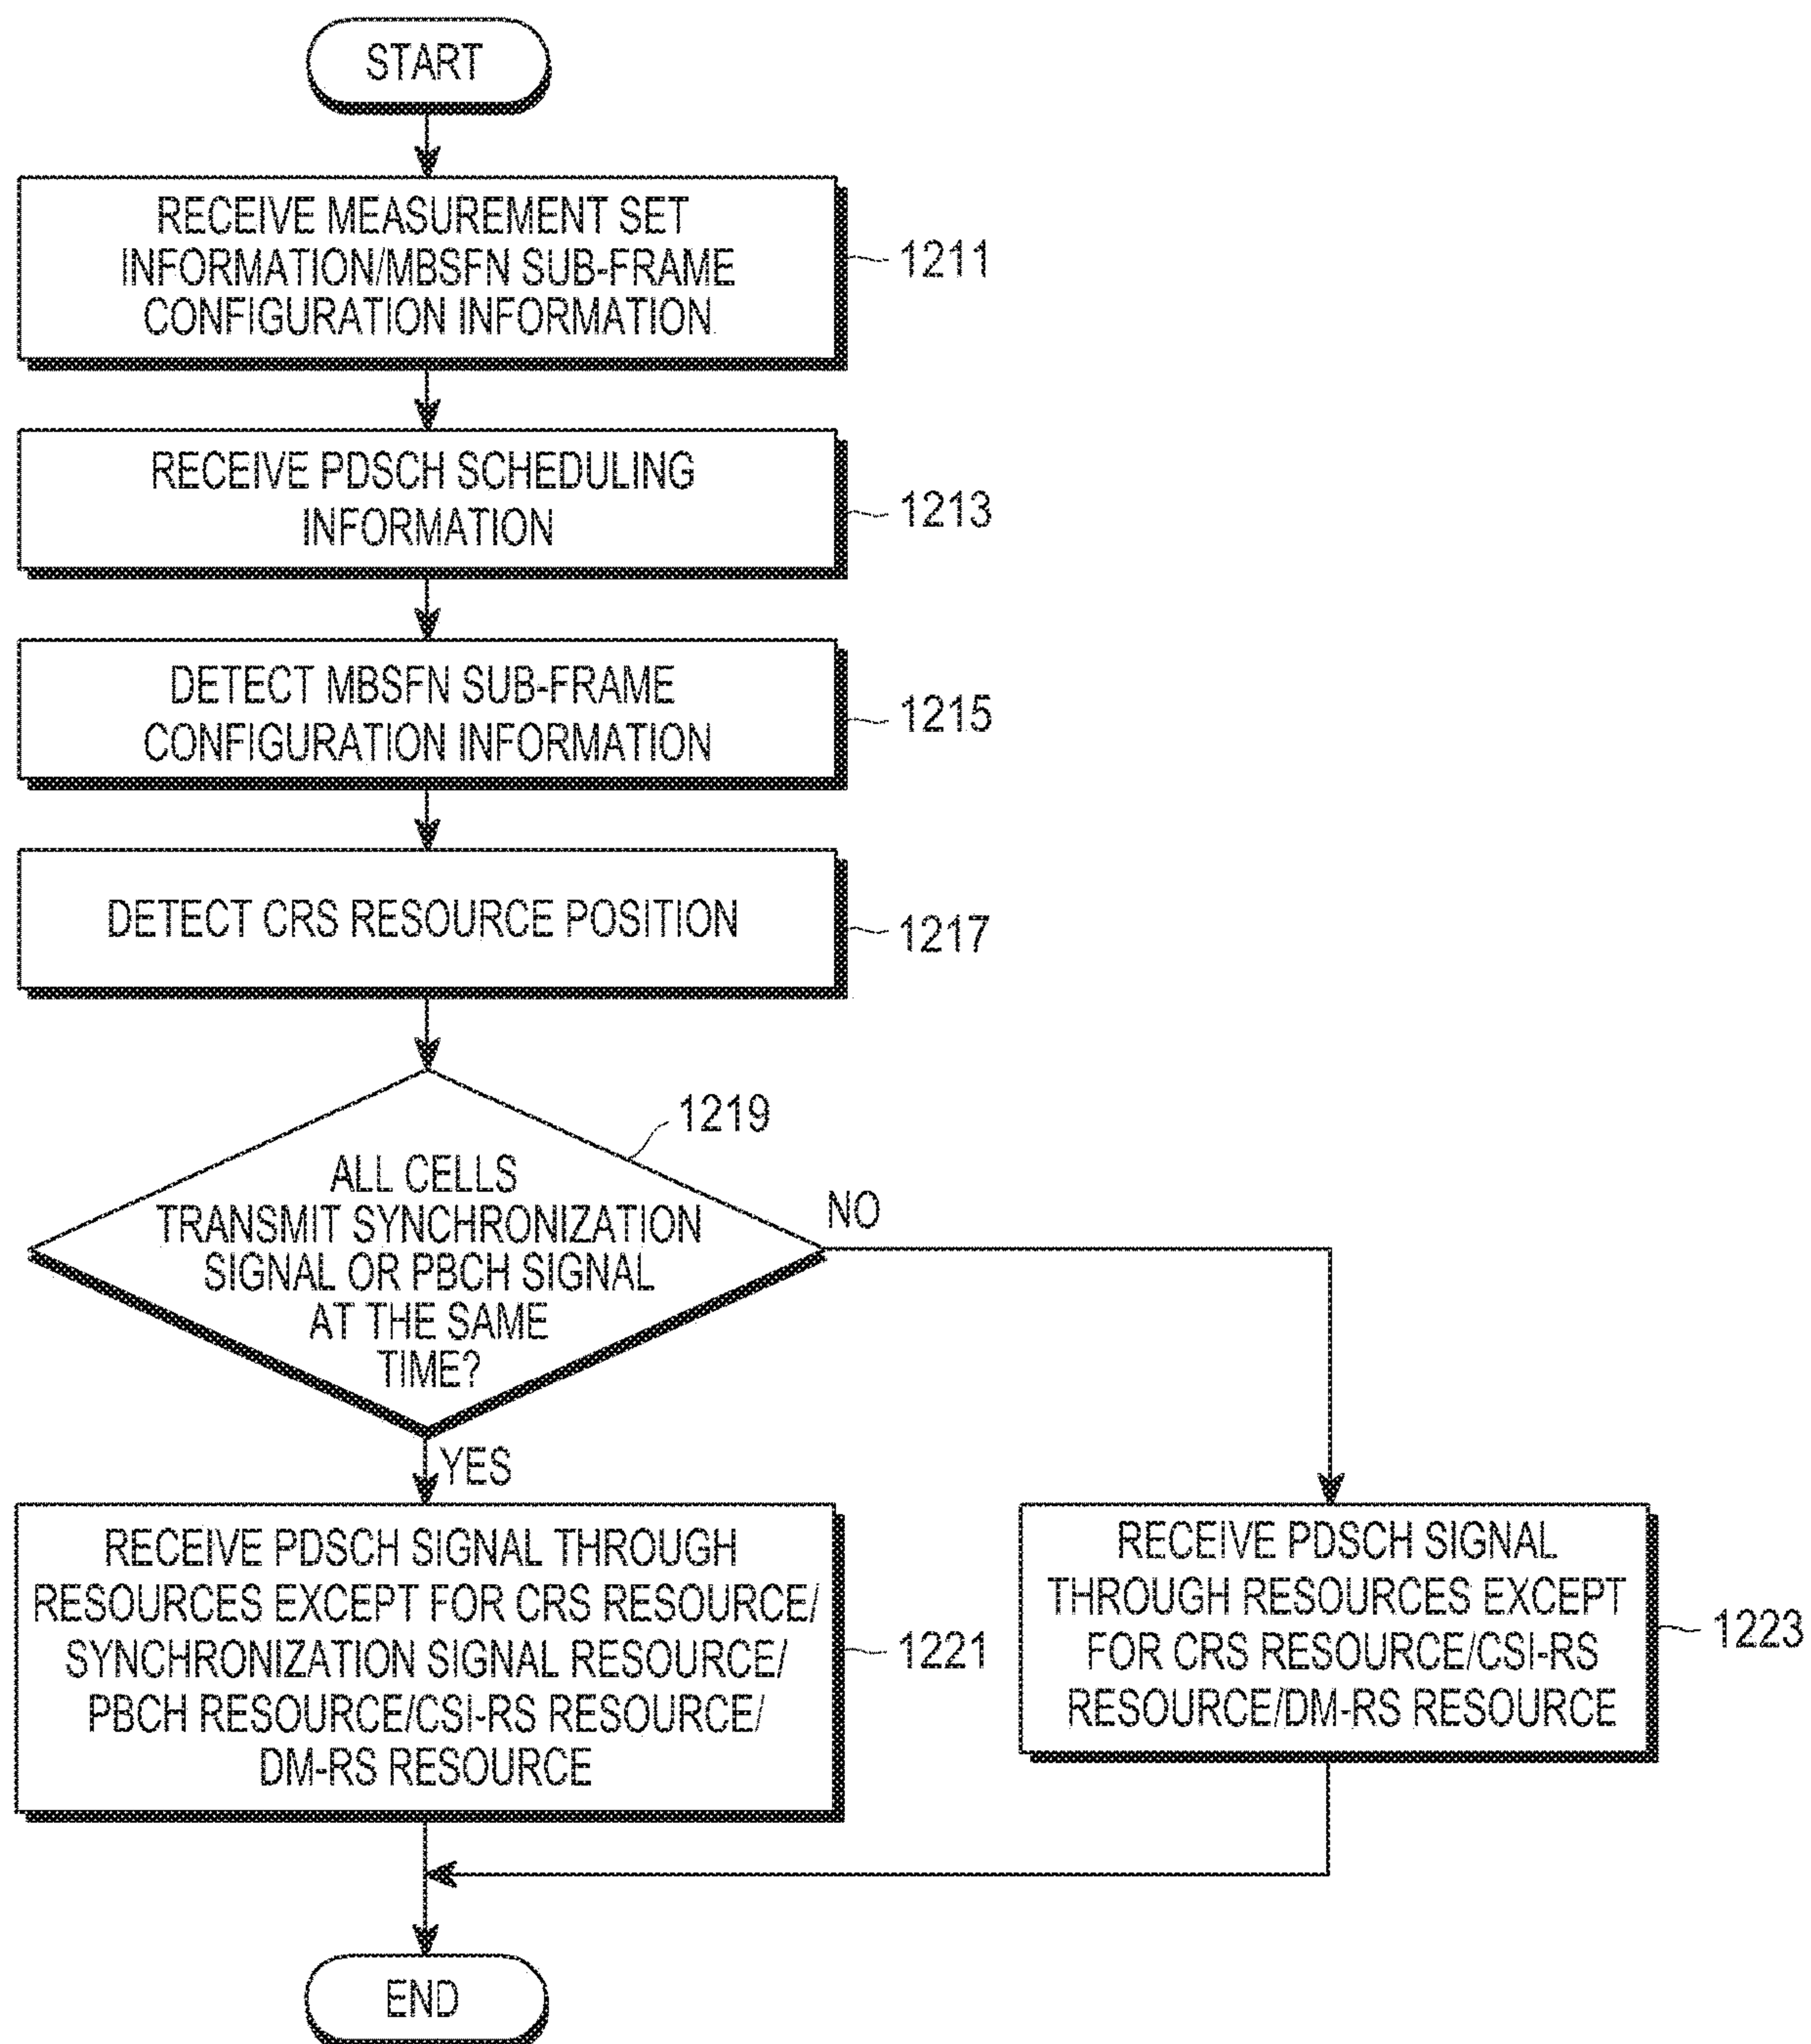 START
RECEIVE MEASUREMENT SET
INFORMATION/MBSFN SUB-FRAME
CONFIGURATION INFORMATION
1211
RECEIVE PDSCH SCHEDULING
INFORMATION
1213
DETECT MBSFN SUB-FRAME
CONFIGURATION INFORMATION
1215
DETECT CRS RESOURCE POSITION
1217
1219
ALL CELLS
TRANSMIT SYNCHRONIZATION
SIGNAL OR PBCH SIGNAL
AT THE SAME
TIME?
NO
YES
RECEIVE PDSCH SIGNAL THROUGH
RESOURCES EXCEPT FOR CRS RESOURCE/
SYNCHRONIZATION SIGNAL RESOURCE/
PBCH RESOURCE/CSI-RS RESOURCE/
DM-RS RESOURCE
1221
RECEIVE PDSCH SIGNAL
THROUGH RESOURCES EXCEPT
FOR CRS RESOURCE/CSI-RS
RESOURCE/DM-RS RESOURCE
1223
END